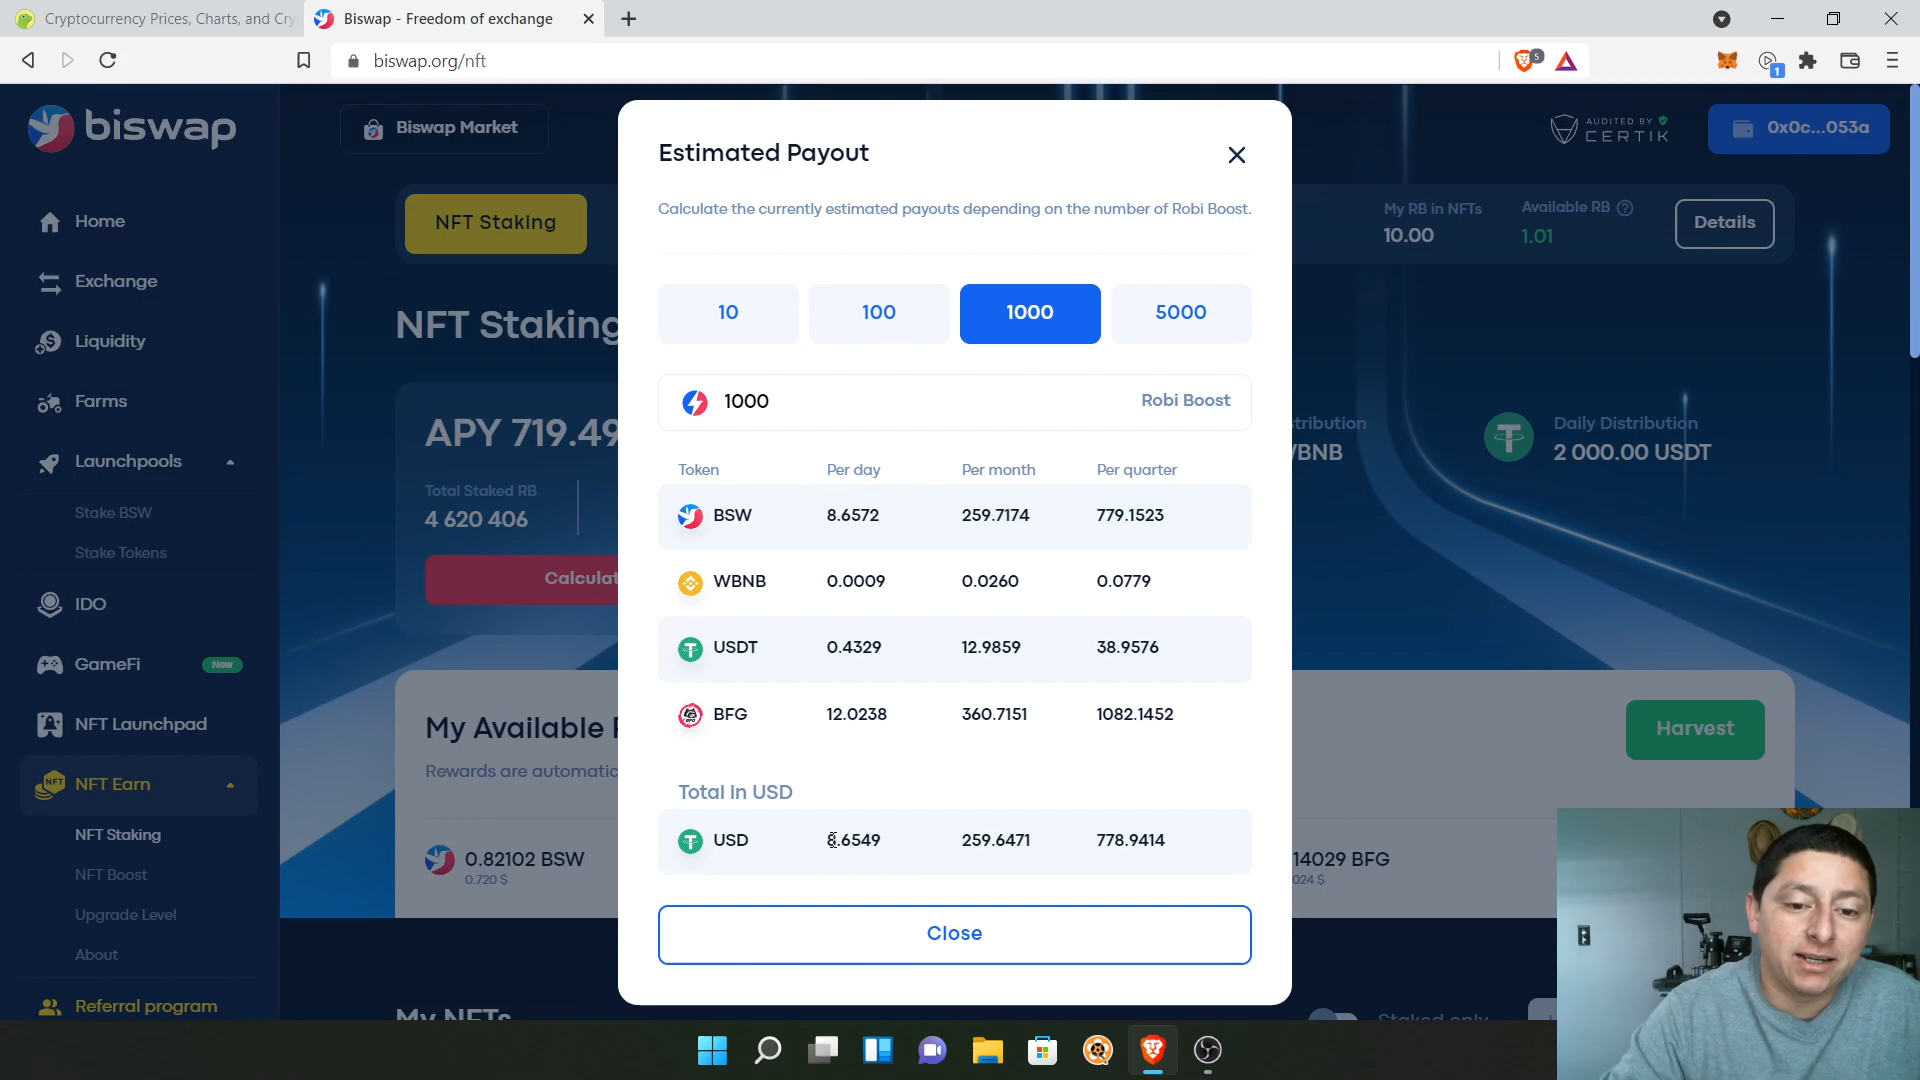 Cryptocurrency Prices, Charts, and Cry
Biswap - Freedom of exchange
biswap.org/nft
5
1
biswap
Biswap Market
AUDITED BY
CERTIK
0x0c...053a
Home
Exchange
Liquidity
Farms
Launchpools
Stake BSW
Stake Tokens
IDO
GameFi
New
NFT Launchpad
NFT Earn
NFT Staking
NFT Boost
Upgrade Level
About
Referral program
NFT Staking
My RB in NFTs
10.00
Available RB
1.01
Details
NFT Staking
APY 719.49
Total Staked RB
4 620 406
Calculat
tribution
/BNB
Daily Distribution
2 000.00 USDT
My Available
Rewards are automatic
Harvest
0.82102 BSW
0.720 $
14029 BFG
024 $
My NFTs
Staked only
Estimated Payout
Calculate the currently estimated payouts depending on the number of Robi Boost.
10
100
1000
5000
1000
Robi Boost
Token Per day Per month Per quarter
BSW 8.6572 259.7174 779.1523
WBNB 0.0009 0.0260 0.0779
USDT 0.4329 12.9859 38.9576
BFG 12.0238 360.7151 1082.1452
Total in USD
USD 8.6549 259.6471 778.9414
Close